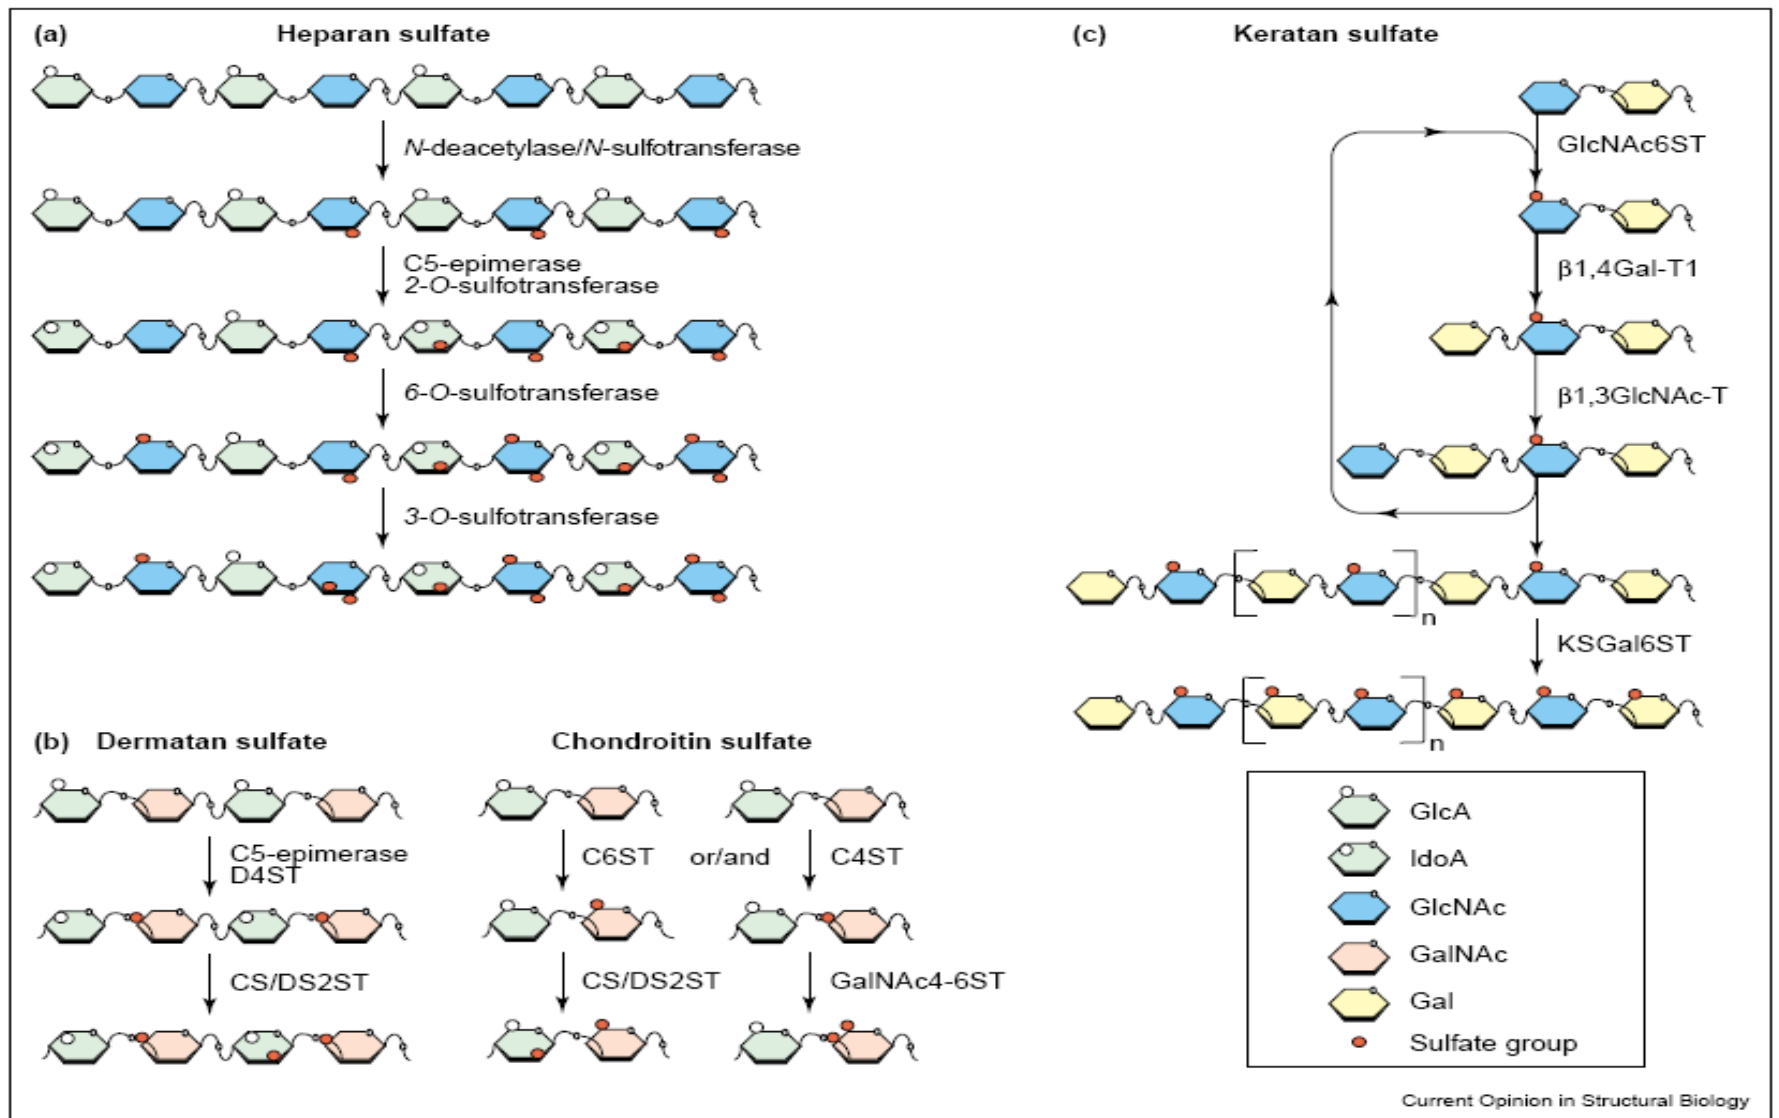 (a) Heparan sulfate
N-deacetylase/N-sulfotransferase
C5-epimerase
2-O-sulfotransferase
6-O-sulfotransferase
3-O-sulfotransferase
(b) Dermatan sulfate
C5-epimerase
D4ST
CS/DS2ST
Chondroitin sulfate
C6ST or/and C4ST
CS/DS2ST GalNAc4-6ST
(c) Keratan sulfate
GlcNAc6ST
β1,4Gal-T1
β1,3GlcNAc-T
n
KSGal6ST
n
GlcA
IdoA
GlcNAc
GalNAc
Gal
Sulfate group
Current Opinion in Structural Biology